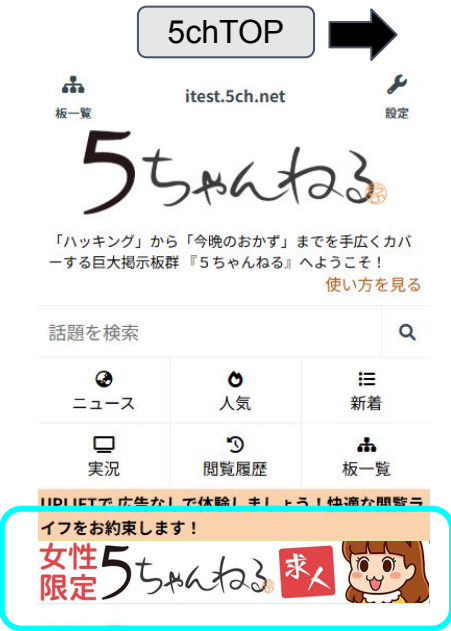 5chTOP
板一覧
itest.5ch.net
設定
5ちゃんねる
「ハッキング」から「今晩のおかず」までを手広くカバ
ーする巨大掲示板群 『５ちゃんねる』へようこそ！
使い方を見る
話題を検索
ニュース
人気
新着
実況
閲覧履歴
板一覧
UPLIFTで 広告なしで体験しましょう！快適な閲覧ラ
イフをお約束します！
女性
限定
5ちゃんねる
求人